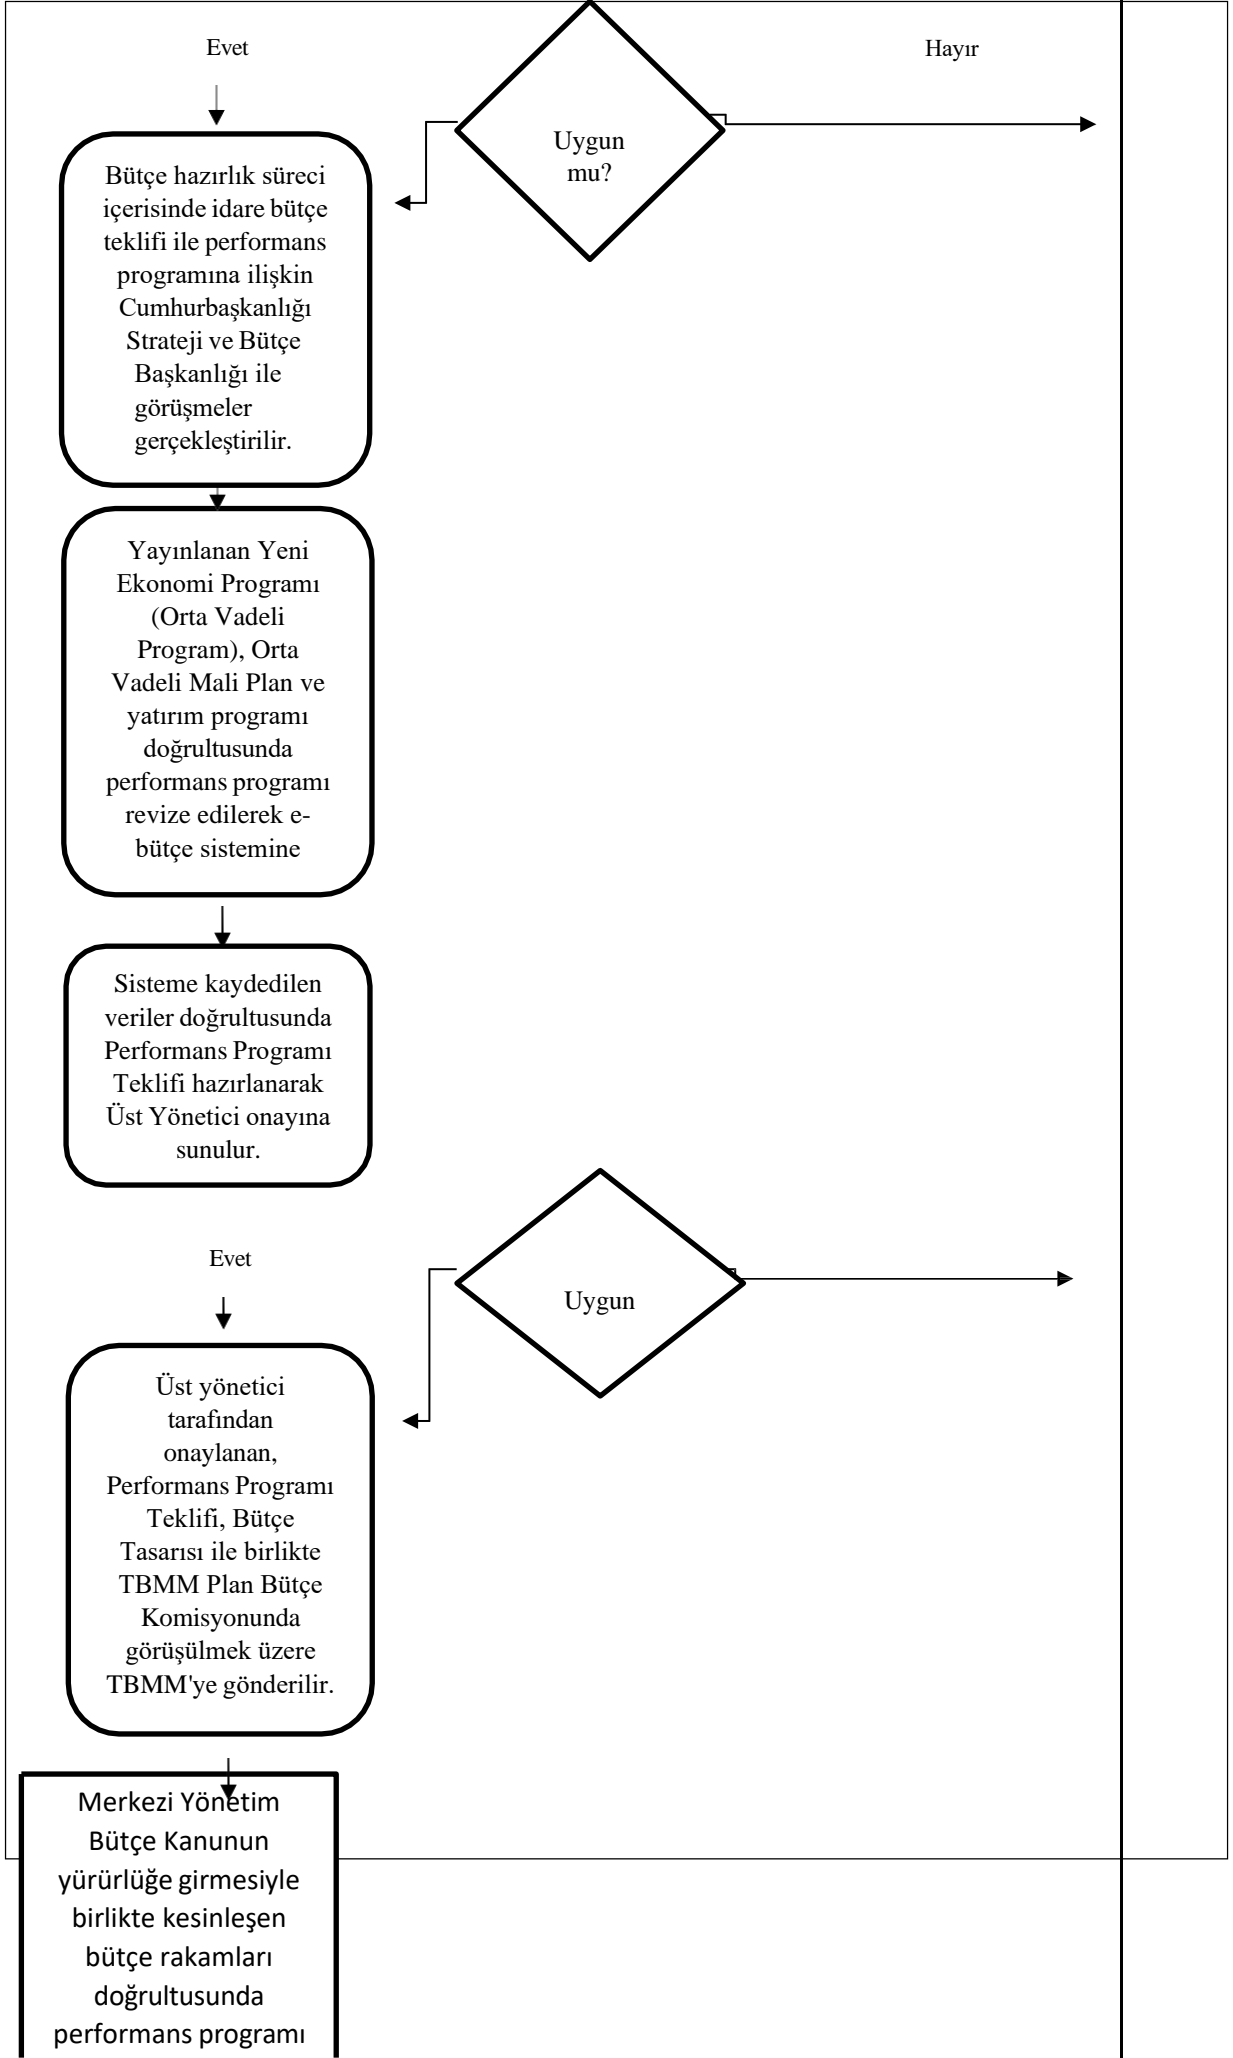 Evet
Hayır
Uygun
mu?
Bütçe hazırlık süreci
içerisinde idare bütçe
teklifi ile performans
programına ilişkin
Cumhurbaşkanlığı
Strateji ve Bütçe
Başkanlığı ile
görüşmeler
gerçekleştirilir.
Yayınlanan Yeni
Ekonomi Programı
(Orta Vadeli
Program), Orta
Vadeli Mali Plan ve
yatırım programı
doğrultusunda
performans programı
revize edilerek e-
bütçe sistemine
Sisteme kaydedilen
veriler doğrultusunda
Performans Programı
Teklifi hazırlanarak
Üst Yönetici onayına
sunulur.
Evet
Uygun
Üst yönetici
tarafından
onaylanan,
Performans Programı
Teklifi, Bütçe
Tasarısı ile birlikte
TBMM Plan Bütçe
Komisyonunda
görüşülmek üzere
TBMM'ye gönderilir.
Merkezi Yönetim
Bütçe Kanunun
yürürlüğe girmesiyle
birlikte kesinleşen
bütçe rakamları
doğrultusunda
performans programı